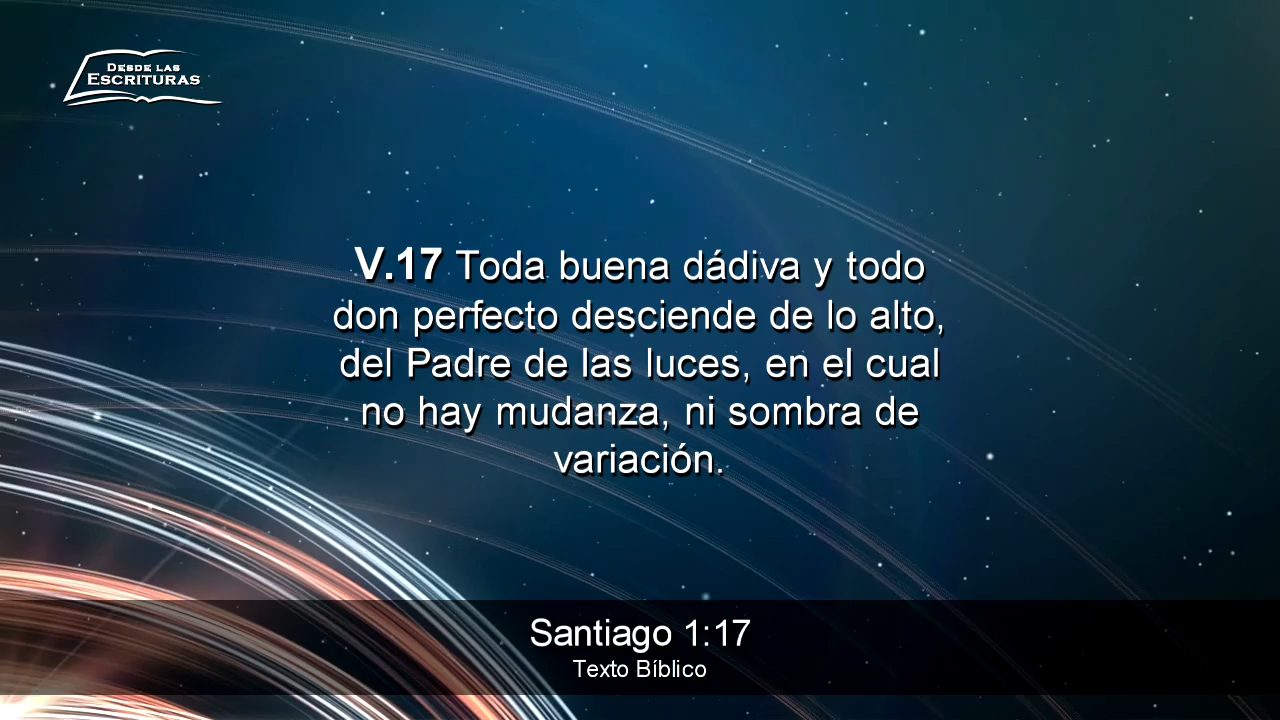 DESDE LAS
ESCRITURAS
V.17 Toda buena dádiva y todo
don perfecto desciende de lo alto,
del Padre de las luces, en el cual
no hay mudanza, ni sombra de
variación.
Santiago 1:17
Texto Bíblico